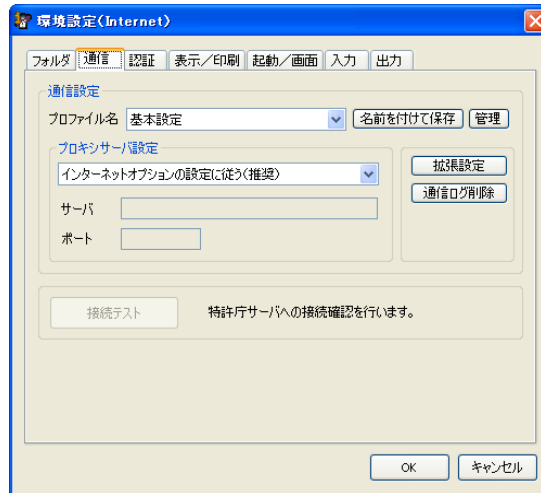 環境設定(Internet)
フォルダ 通信 認証 表示／印刷 起動／画面 入力 出力
通信設定
プロファイル名 基本設定 名前を付けて保存 管理
プロキシサーバ設定
インターネットオプションの設定に従う(推奨)
拡張設定
通信ログ削除
サーバ
ポート
接続テスト 特許庁サーバへの接続確認を行います。
OK キャンセル